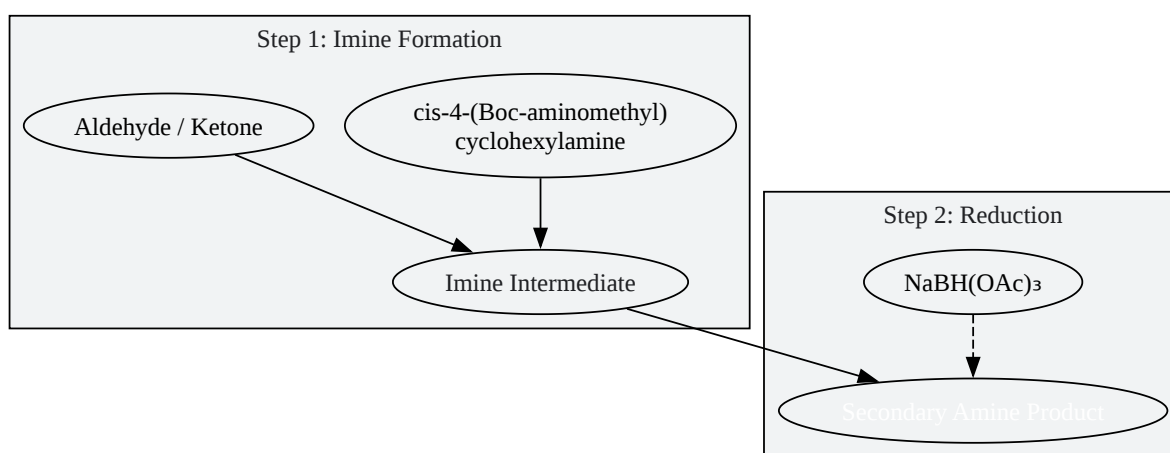 Step 1: Imine Formation
Aldehyde / Ketone
cis-4-(Boc-aminomethyl)
cyclohexylamine
Imine Intermediate
Step 2: Reduction
NaBH(OAc)₃
Secondary Amine Product